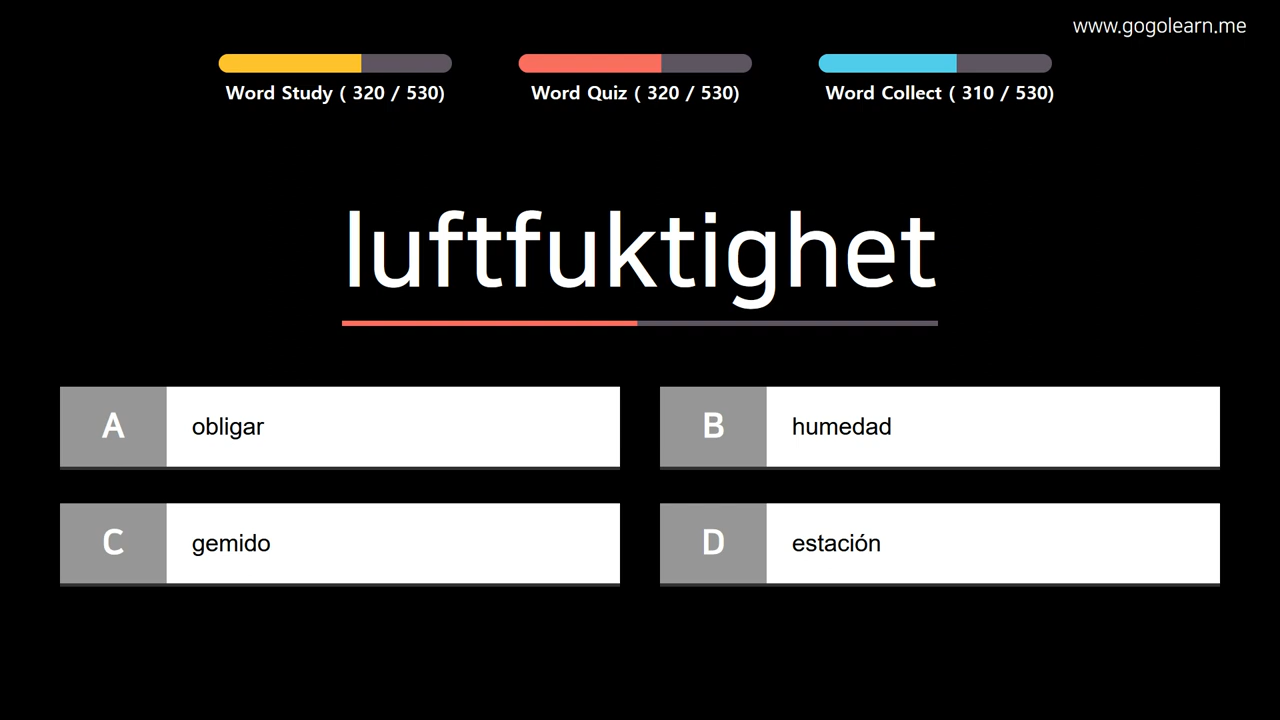 www.gogolearn.me
Word Study ( 320 / 530)
Word Quiz ( 320 / 530)
Word Collect ( 310 / 530)
luftfuktighet
A obligar
B humedad
C gemido
D estación